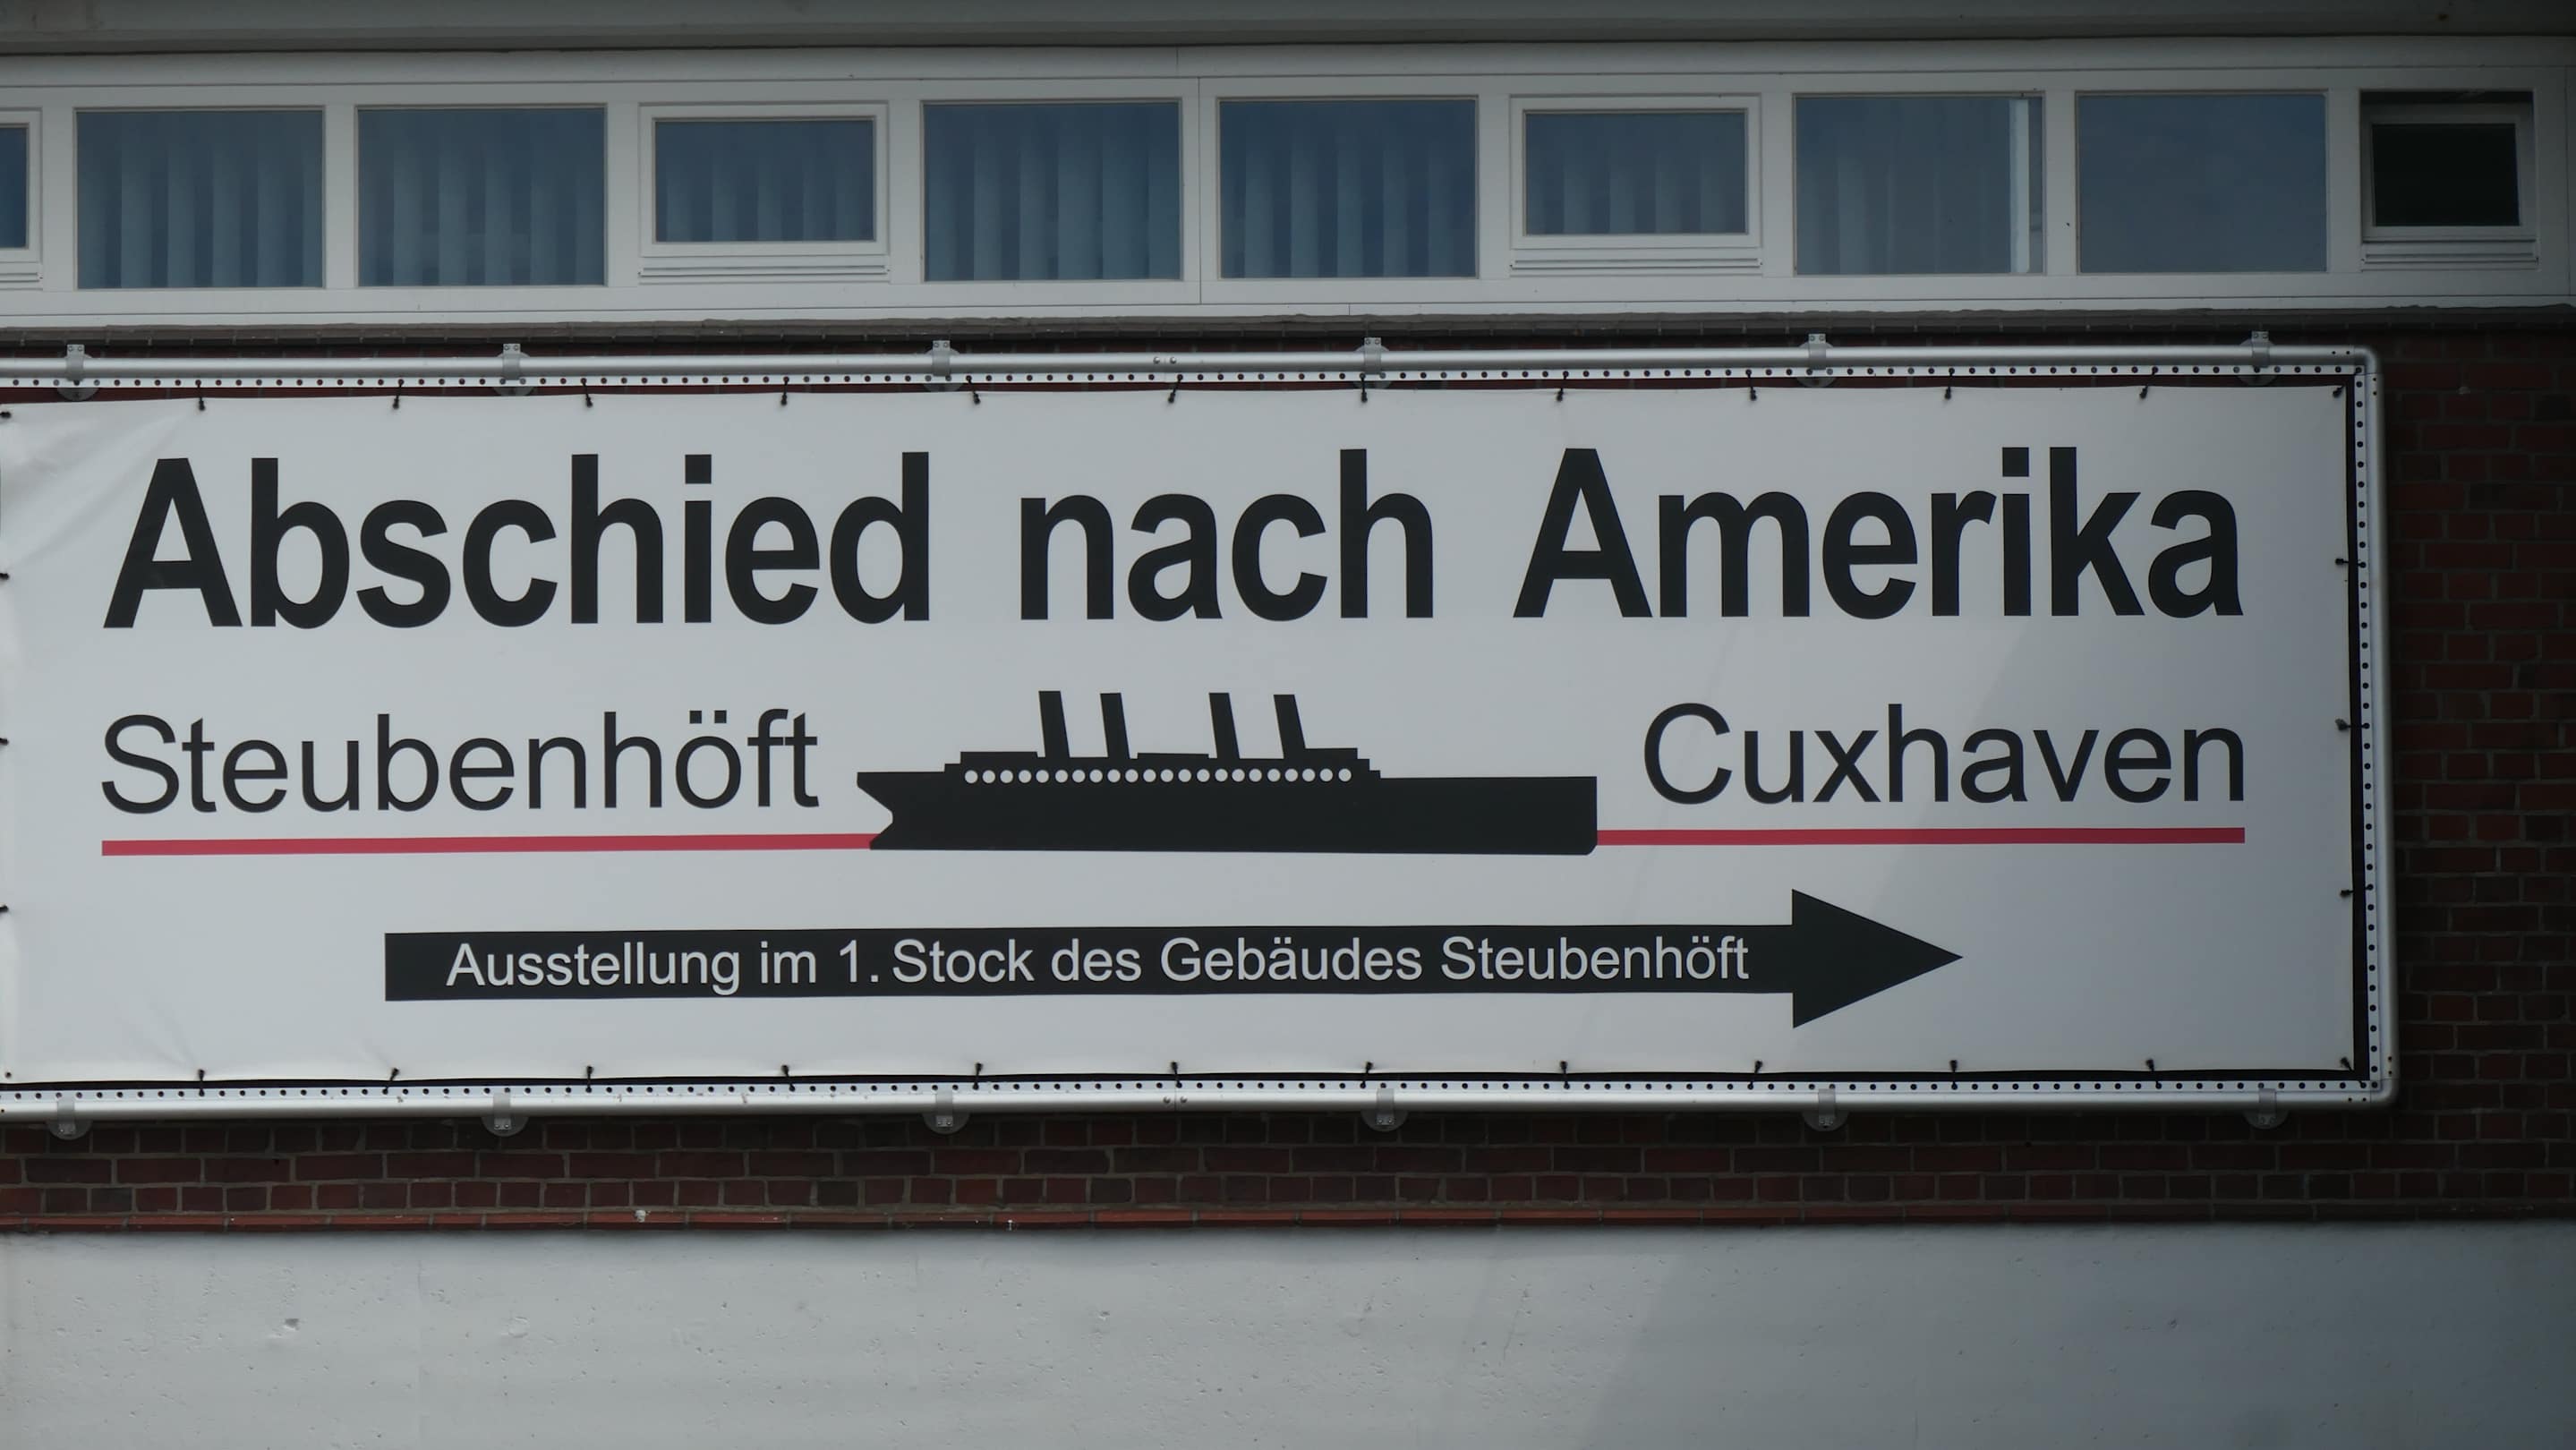 Abschied nach Amerika
Steubenhöft Cuxhaven
Ausstellung im 1. Stock des Gebäudes Steubenhöft